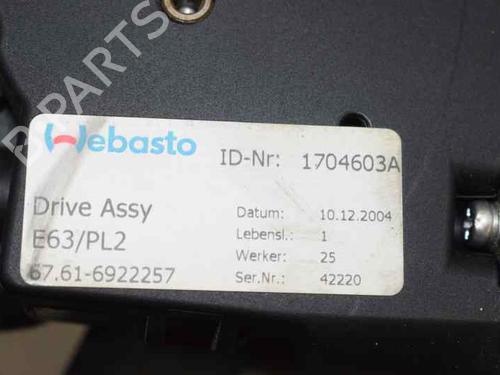 B PARTS
Webasto
ID-Nr: 1704603A
Drive Assy
E63/PL2
67.61-6922257
Datum: 10.12.2004
Lebensl.: 1
Werker: 25
Ser.Nr.: 42220